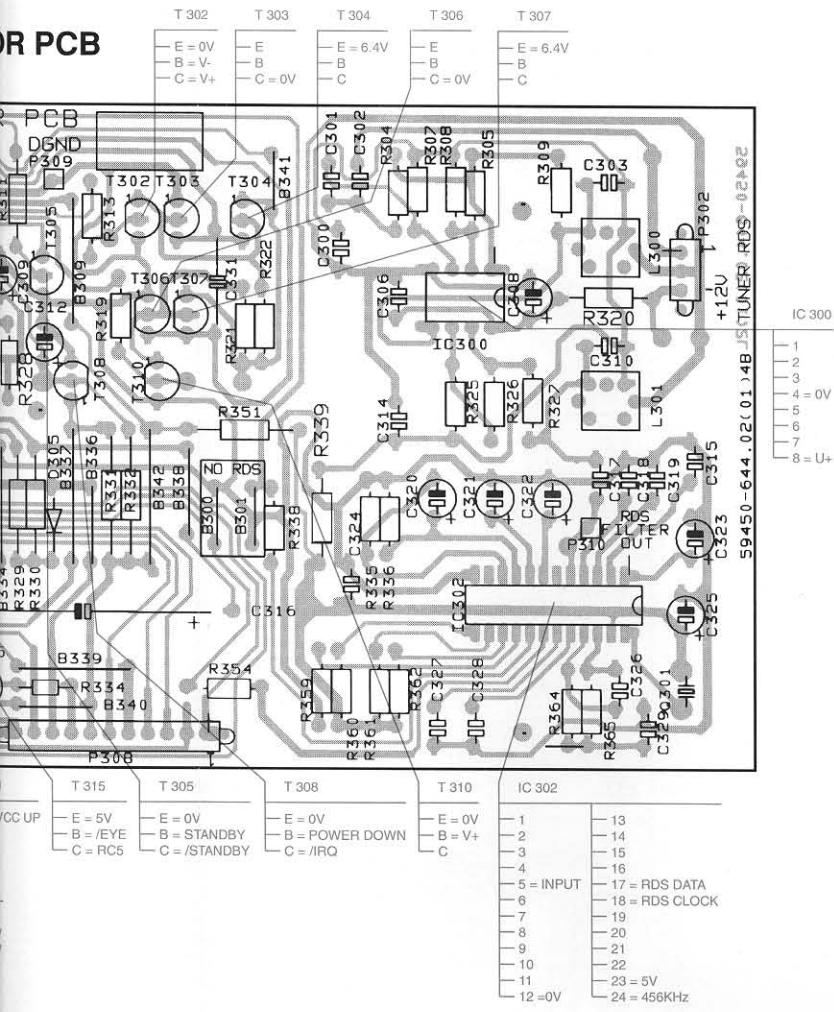 T 302
E = 0V
B = V-
C = V+
T 303
E
B
C = 0V
T 304
E = 6.4V
B
C
T 306
E
B
C = 0V
T 307
E = 6.4V
B
C
OR PCB
PCB
DGND
P309
R313
T302
T303
T304
B341
C301
C302
R304
R307
R308
R305
R309
C303
L300
P302
1
+12V
TUNER RDS
59450-644.02(01)4B
T305
C309
C312
B309
R319
T306
T307
C331
R322
R321
C300
C306
IC300
C308
R320
C310
L301
R328
T308
T310
R351
R339
C314
R325
R326
R327
IC 300
1
2
3
4 = 0V
5
6
7
8 = U+
D305
B337
B336
R331
R332
B342
B338
NO RDS
B300
B301
R338
C324
C320
C321
C322
C317
C318
C319
C315
RDS
FILTER
OUT
P310
C323
B334
R329
R330
R335
R336
IC302
C325
C316
B339
R334
B340
R354
P308
1
R359
R360
R361
R362
C327
C328
R364
R365
C326
C329
Q301
/CC UP
T 315
E = 5V
B = /EYE
C = RC5
T 305
E = 0V
B = STANDBY
C = /STANDBY
T 308
E = 0V
B = POWER DOWN
C = /IRQ
T 310
E = 0V
B = V+
C
IC 302
1
2
3
4
5 = INPUT
6
7
8
9
10
11
12 =0V
13
14
15
16
17 = RDS DATA
18 = RDS CLOCK
19
20
21
22
23 = 5V
24 = 456KHz